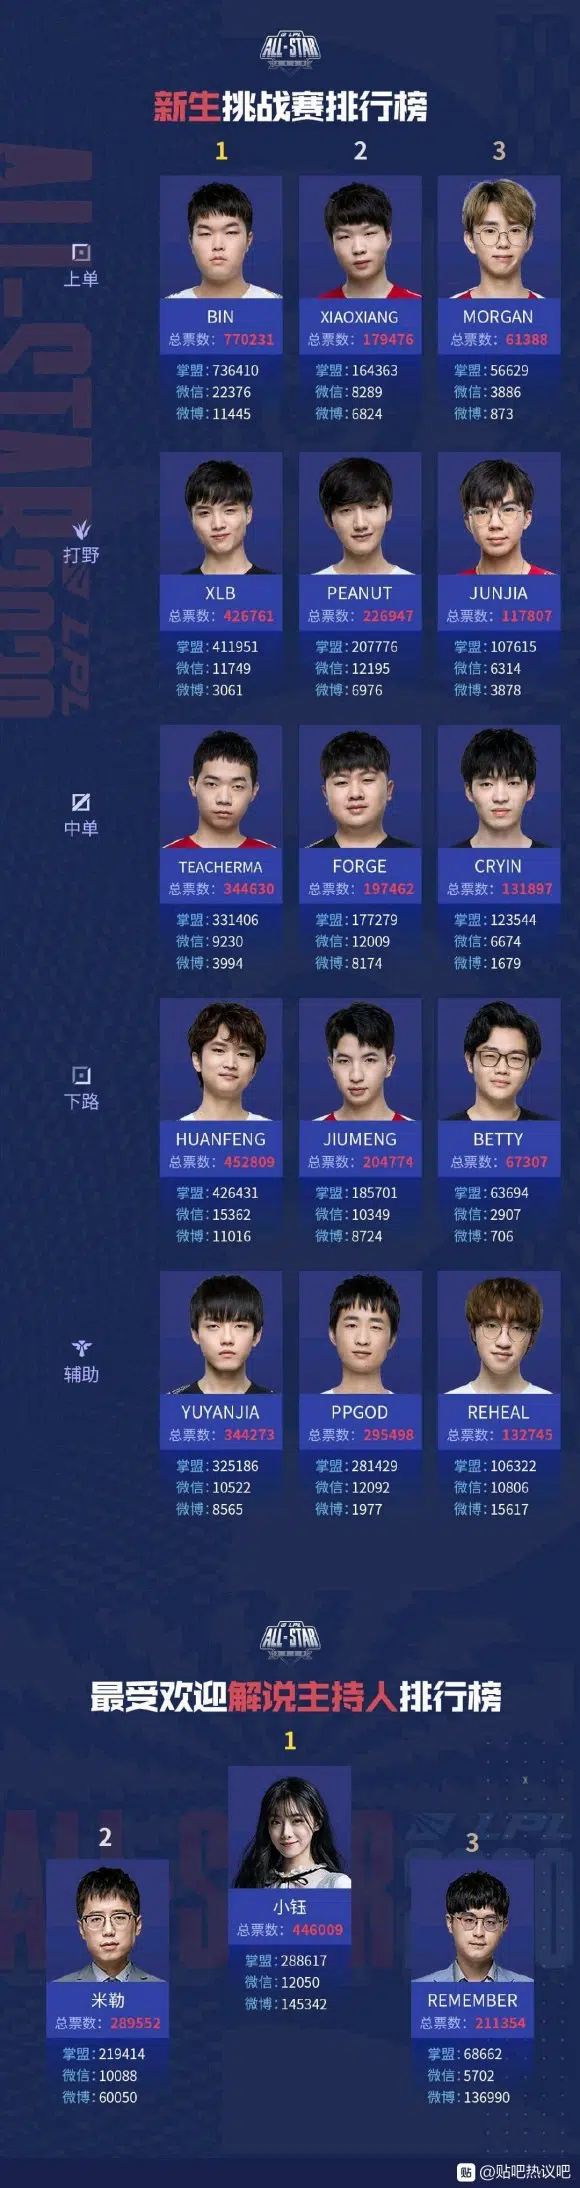 LPL
ALL-STAR
2020
新生挑战赛排行榜
1 2 3
上单
BIN XIAOXIANG MORGAN
总票数：770231 总票数：179476 总票数：61388
掌盟:736410 掌盟:164363 掌盟:56629
微信:22376 微信:8289 微信:3886
微博:11445 微博:6824 微博:873
打野
XLB PEANUT JUNJIA
总票数：426761 总票数：226947 总票数：117807
掌盟:411951 掌盟:207776 掌盟:107615
微信:11749 微信:12195 微信:6314
微博:3061 微博:6976 微博:3878
中单
TEACHERMA FORGE CRYIN
总票数：344630 总票数：197462 总票数：131897
掌盟:331406 掌盟:177279 掌盟:123544
微信:9230 微信:12009 微信:6674
微博:3994 微博:8174 微博:1679
下路
HUANFENG JIUMENG BETTY
总票数：452809 总票数：204774 总票数：67307
掌盟:426431 掌盟:185701 掌盟:63694
微信:15362 微信:10349 微信:2907
微博:11016 微博:8724 微博:706
辅助
YUYANJIA PPGOD REHEAL
总票数：344273 总票数：295498 总票数：132745
掌盟:325186 掌盟:281429 掌盟:106322
微信:10522 微信:12092 微信:10806
微博:8565 微博:1977 微博:15617
ALL-STAR 2020 LPL
LPL
ALL-STAR
2020
最受欢迎解说主持人排行榜
1
小钰
总票数：446009
掌盟:288617
微信:12050
微博:145342
2 3
米勒 REMEMBER
总票数：289552 总票数：211354
掌盟:219414 掌盟:68662
微信:10088 微信:5702
微博:60050 微博:136990
ALL-STAR LPL 2020
贴 @贴吧热议吧